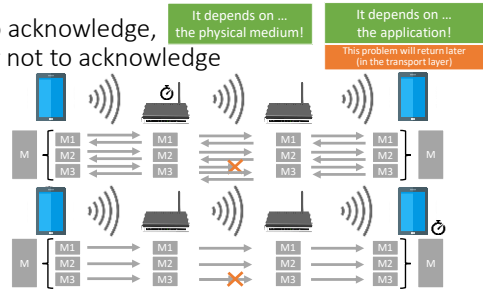 o acknowledge,
not to acknowledge
It depends on …
the physical medium!
It depends on …
the application!
This problem will return later
(in the transport layer)
M
M1
M2
M3
M1
M2
M3
M1
M2
M3
M1
M2
M3
M
M
M1
M2
M3
M1
M2
M3
M1
M2
M3
M1
M2
M3
M